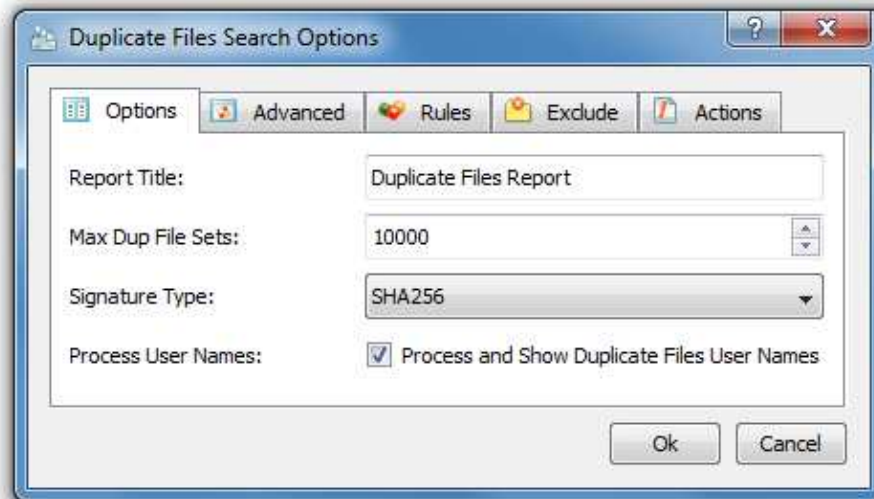 Duplicate Files Search Options
?
X
Options Advanced Rules Exclude Actions
Report Title: Duplicate Files Report
Max Dup File Sets: 10000
Signature Type: SHA256
Process User Names: Process and Show Duplicate Files User Names
Ok Cancel